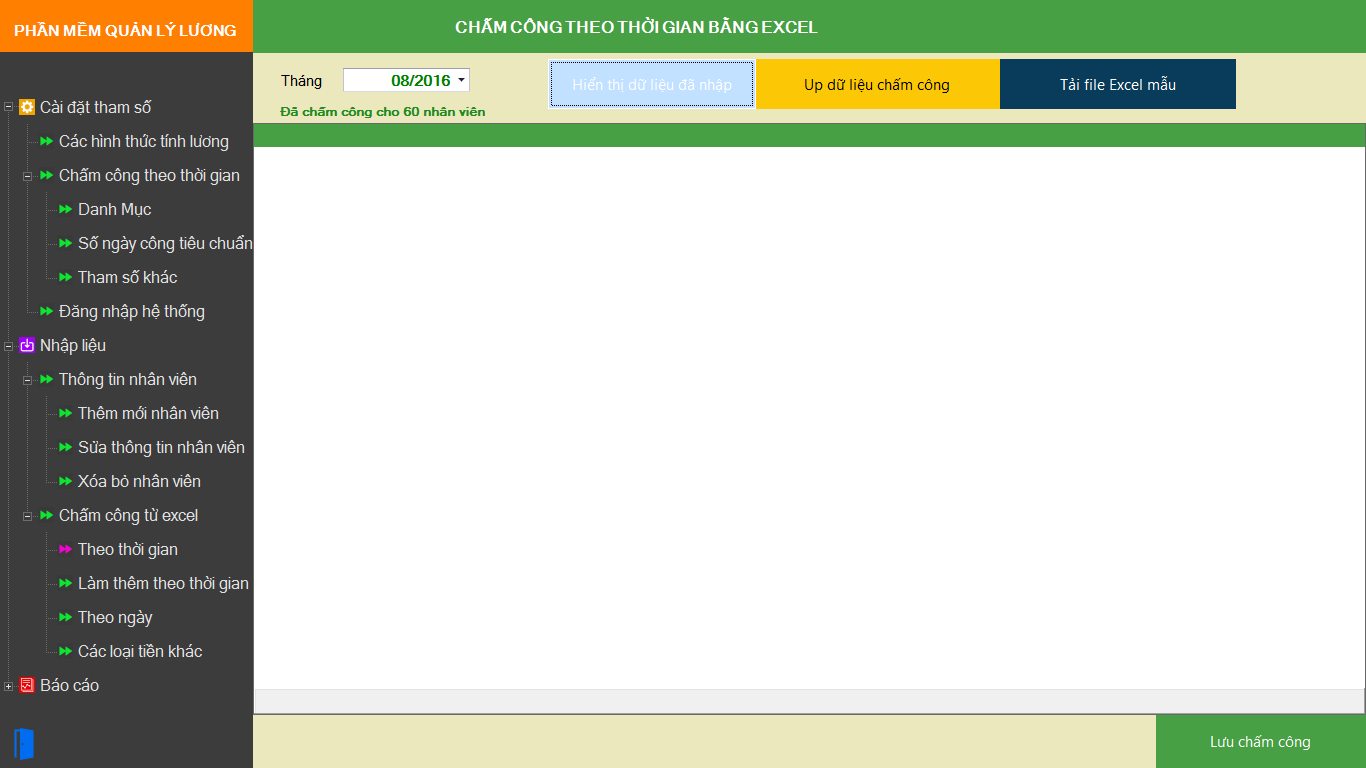 PHẦN MỀM QUẢN LÝ LƯƠNG
CHẤM CÔNG THEO THỜI GIAN BẰNG EXCEL
Tháng
08/2016
Hiển thị dữ liệu đã nhập
Up dữ liệu chấm công
Tải file Excel mẫu
Đã chấm công cho 60 nhân viên
Cài đặt tham số
Các hình thức tính lương
Chấm công theo thời gian
Danh Mục
Số ngày công tiêu chuẩn
Tham số khác
Đăng nhập hệ thống
Nhập liệu
Thông tin nhân viên
Thêm mới nhân viên
Sửa thông tin nhân viên
Xóa bỏ nhân viên
Chấm công từ excel
Theo thời gian
Làm thêm theo thời gian
Theo ngày
Các loại tiền khác
Báo cáo
Lưu chấm công